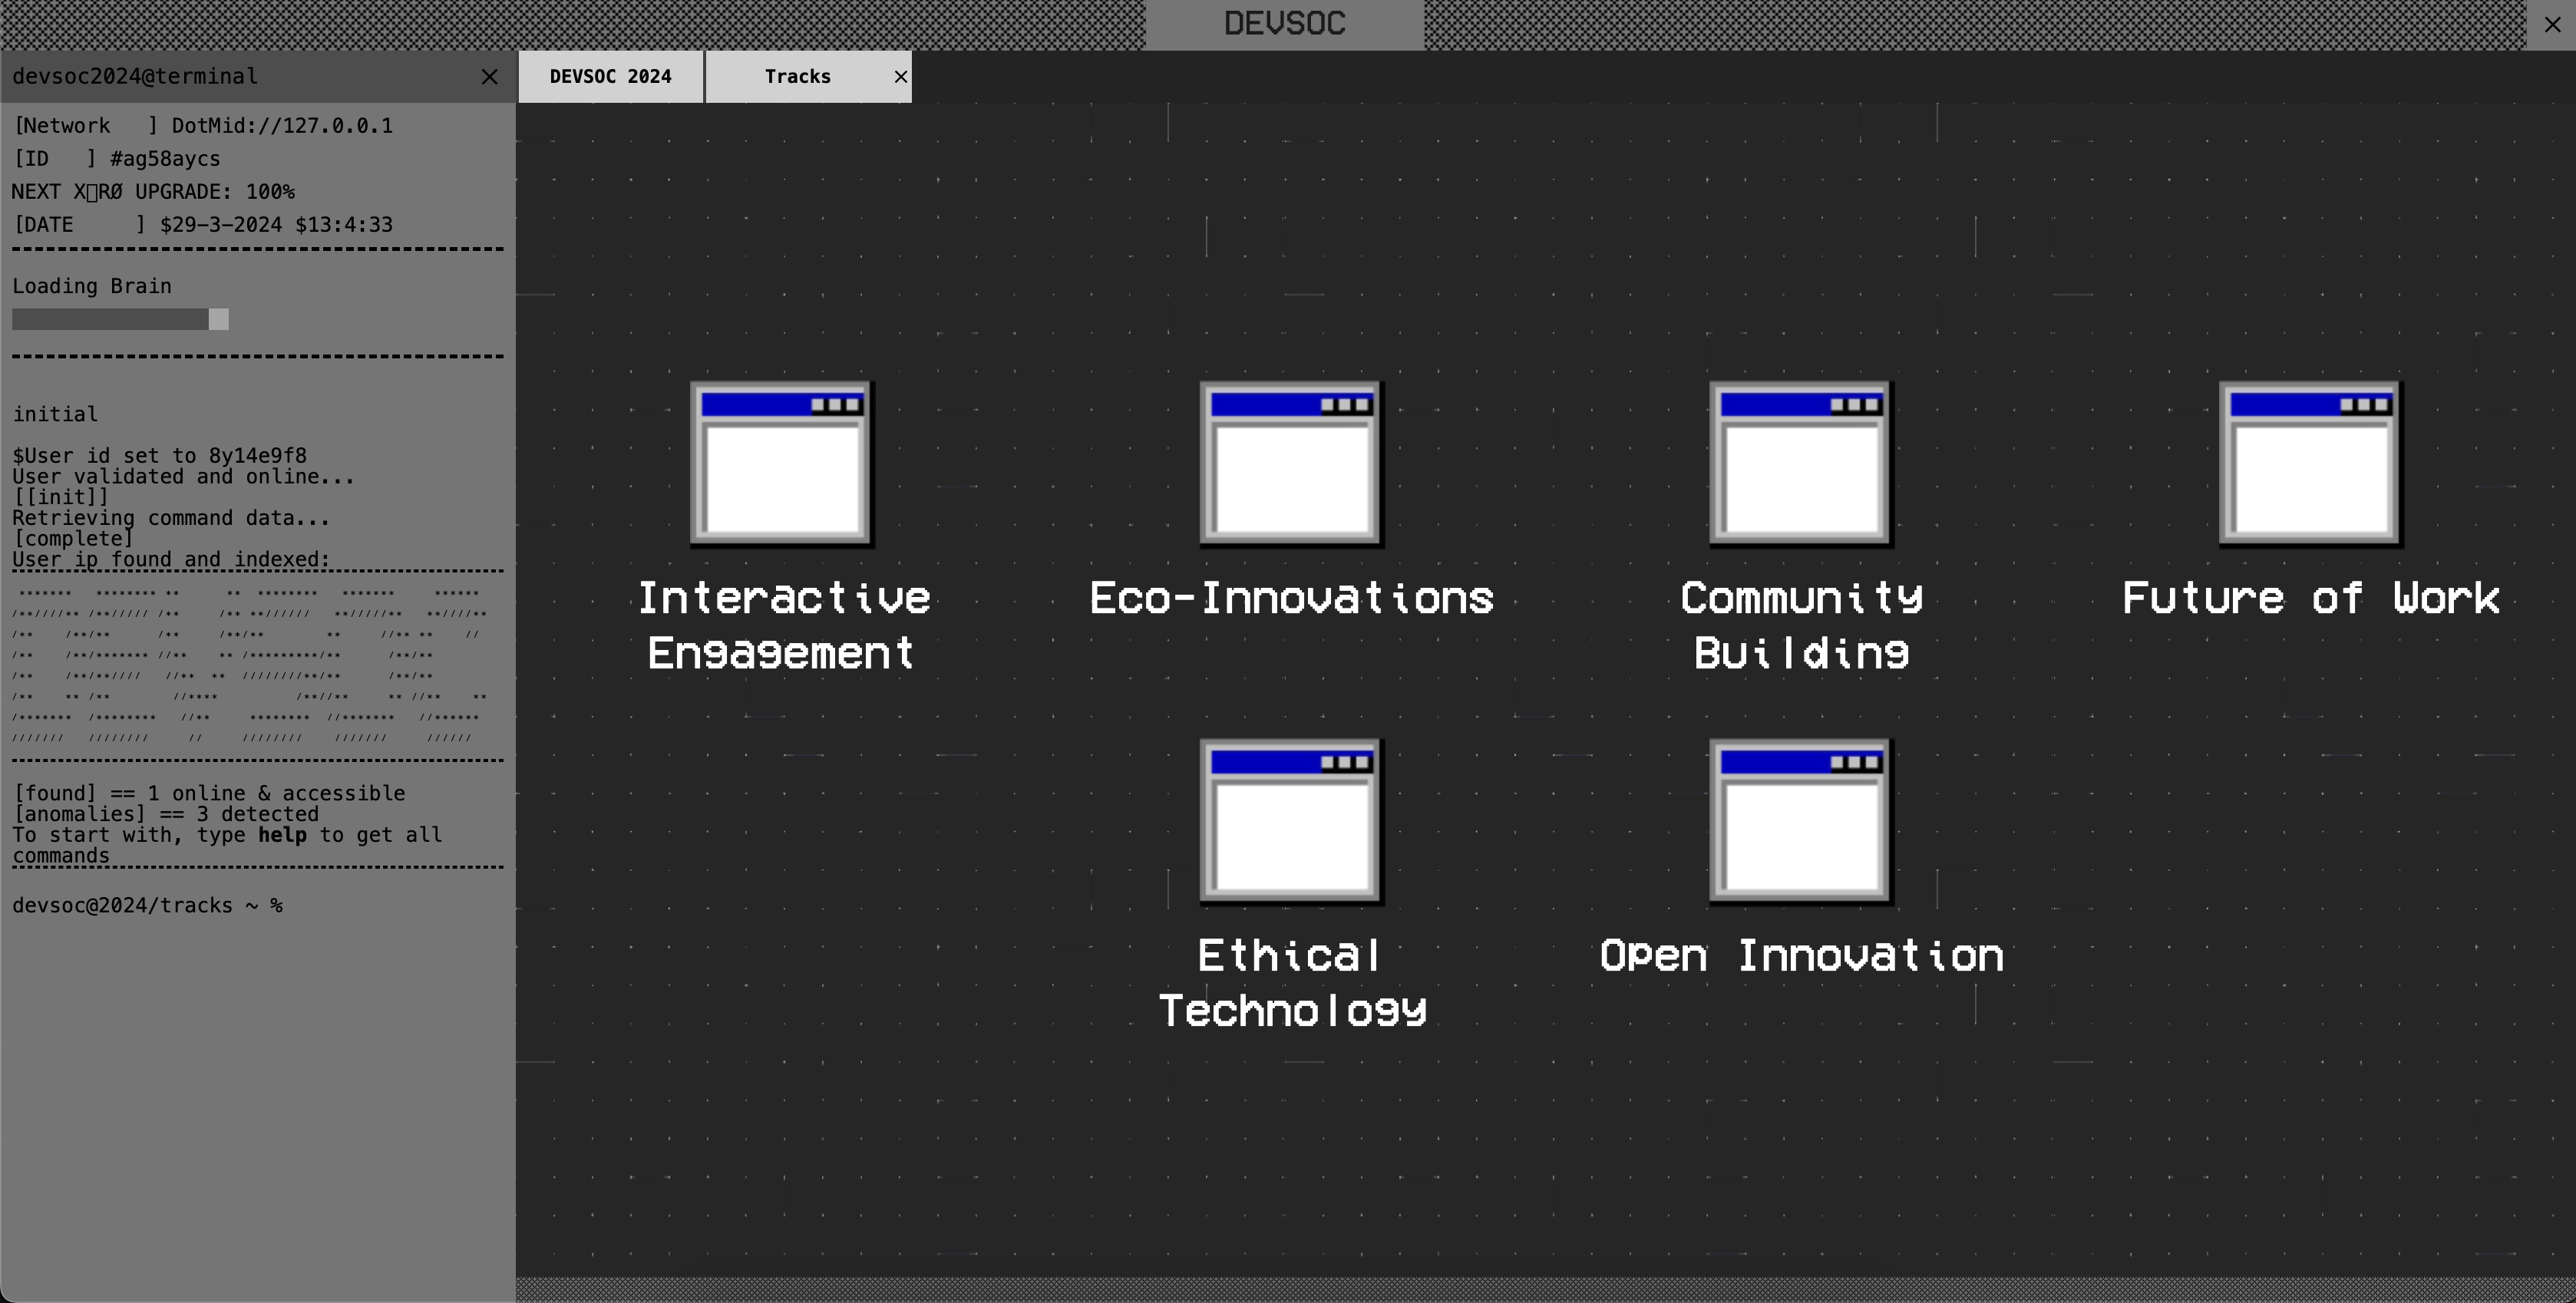 DEVSOC
devsoc2024@terminal
DEVSOC 2024
Tracks
[Network   ] DotMid://127.0.0.1
[ID   ] #ag58aycs
NEXT X▯RØ UPGRADE: 100%
[DATE     ] $29-3-2024 $13:4:33
Loading Brain
initial
$User id set to 8y14e9f8
User validated and online...
[[init]]
Retrieving command data...
[complete]
User ip found and indexed:
DEVSOC
[found] == 1 online & accessible
[anomalies] == 3 detected
To start with, type help to get all
commands
devsoc@2024/tracks ~ %
Interactive
Engagement
Eco-Innovations
Community
Building
Future of Work
Ethical
Technology
Open Innovation